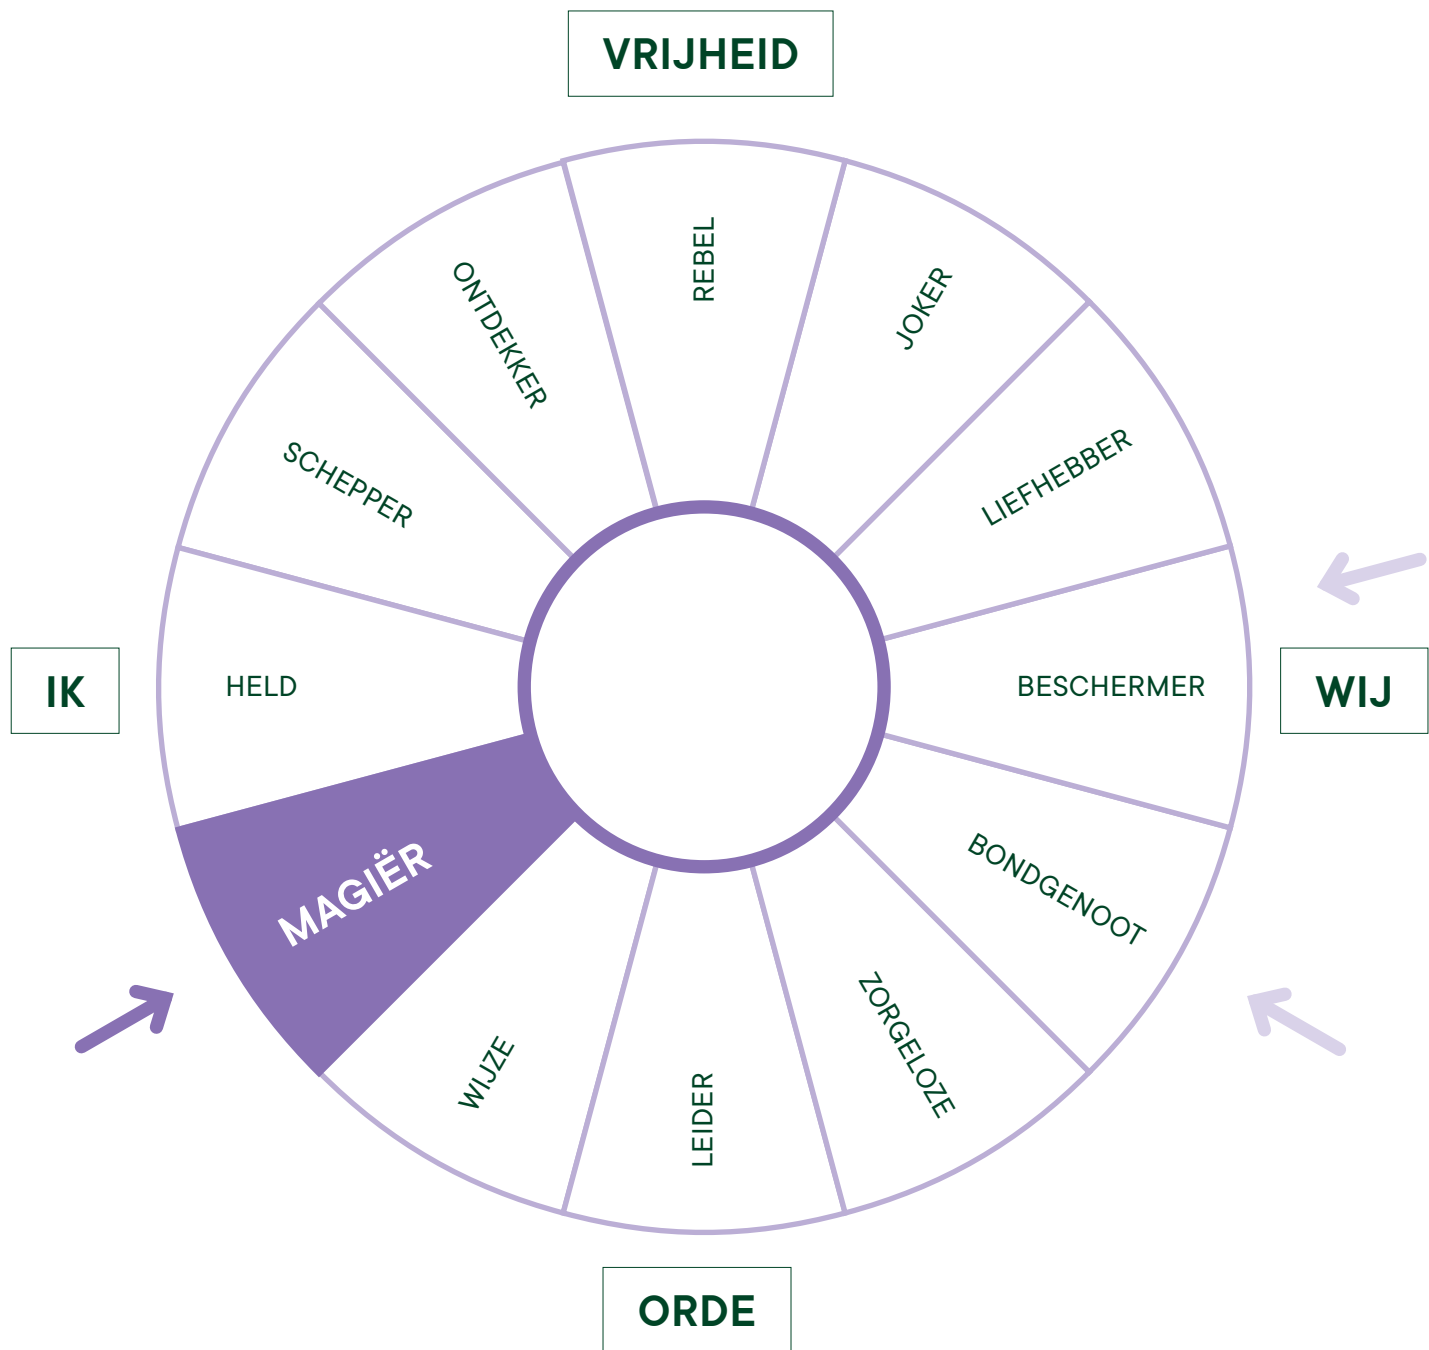 VRIJHEID
REBEL
JOKER
ONTDEKKER
LIEFHEBBER
SCHEPPER
IK
HELD
BESCHERMER
WIJ
MAGIËR
BONDGENOOT
ZORGELOZE
WIJZE
LEIDER
ORDE